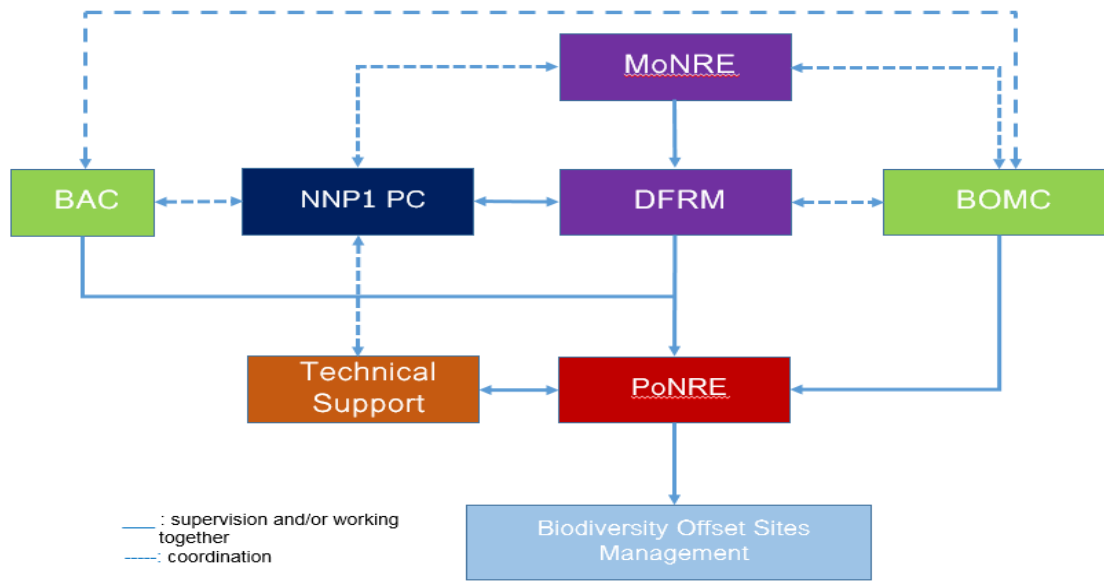 MoNRE
BAC
NNP1 PC
DFRM
BOMC
Technical
Support
PoNRE
____ : supervision and/or working
together
-----: coordination
Biodiversity Offset Sites
Management